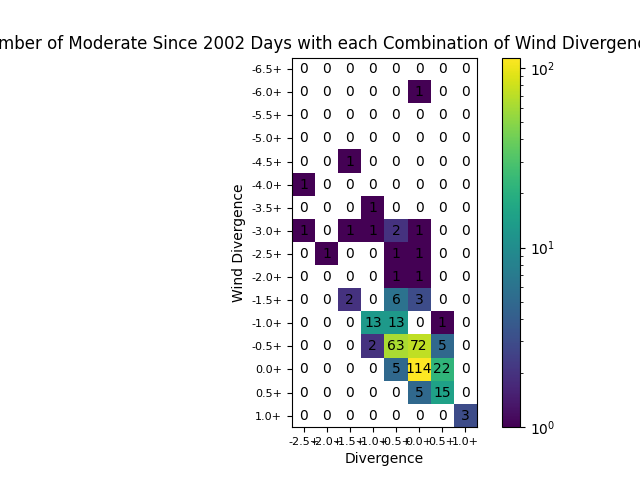 mber of Moderate Since 2002 Days with each Combination of Wind Divergenc
-6.5+ 0 0 0 0 0 0 0 0
-6.0+ 0 0 0 0 0 1 0 0
-5.5+ 0 0 0 0 0 0 0 0
-5.0+ 0 0 0 0 0 0 0 0
-4.5+ 0 0 1 0 0 0 0 0
-4.0+ 1 0 0 0 0 0 0 0
-3.5+ 0 0 0 1 0 0 0 0
-3.0+ 1 0 1 1 2 1 0 0
-2.5+ 0 1 0 0 1 1 0 0
-2.0+ 0 0 0 0 1 1 0 0
-1.5+ 0 0 2 0 6 3 0 0
-1.0+ 0 0 0 13 13 0 1 0
-0.5+ 0 0 0 2 63 72 5 0
0.0+ 0 0 0 0 5 114 22 0
0.5+ 0 0 0 0 0 5 15 0
1.0+ 0 0 0 0 0 0 0 3
-2.5+ -2.0+ -1.5+ -1.0+ -0.5+ 0.0+ 0.5+ 1.0+
Divergence
Wind Divergence
10²
10¹
10⁰